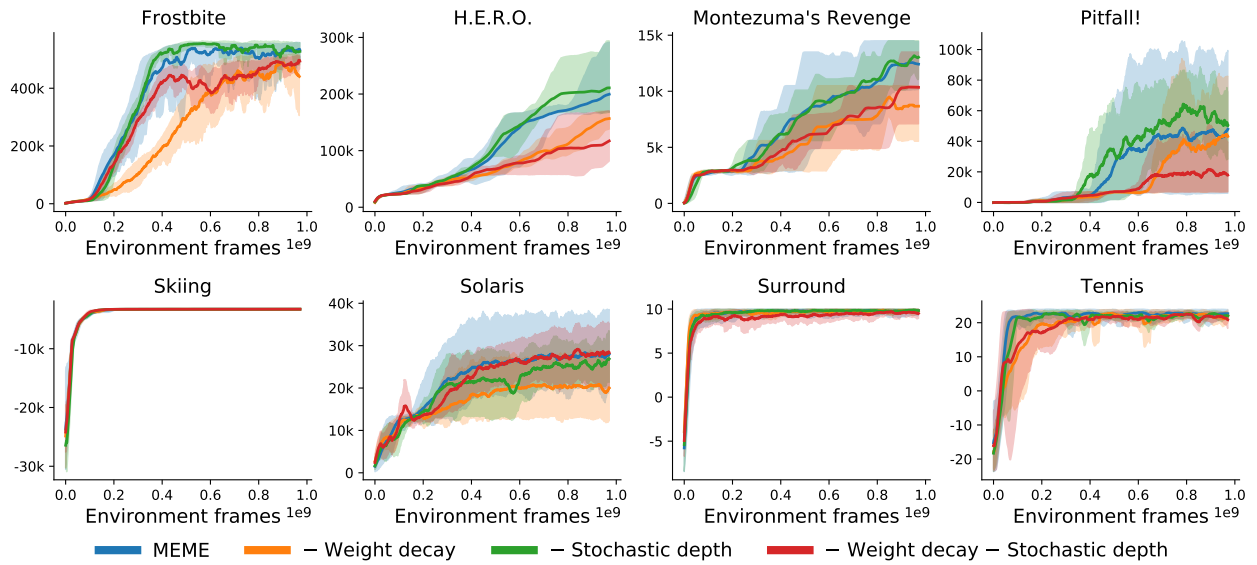 Frostbite
H.E.R.O.
Montezuma's Revenge
Pitfall!
400k
200k
0
0.0 0.2 0.4 0.6 0.8 1.0
Environment frames 1e9
300k
200k
100k
0
0.0 0.2 0.4 0.6 0.8 1.0
Environment frames 1e9
15k
10k
5k
0
0.0 0.2 0.4 0.6 0.8 1.0
Environment frames 1e9
100k
80k
60k
40k
20k
0
0.0 0.2 0.4 0.6 0.8 1.0
Environment frames 1e9
Skiing
Solaris
Surround
Tennis
-10k
-20k
-30k
0.0 0.2 0.4 0.6 0.8 1.0
Environment frames 1e9
40k
30k
20k
10k
0
0.0 0.2 0.4 0.6 0.8 1.0
Environment frames 1e9
10
5
0
-5
0.0 0.2 0.4 0.6 0.8 1.0
Environment frames 1e9
20
10
0
-10
-20
0.0 0.2 0.4 0.6 0.8 1.0
Environment frames 1e9
MEME − Weight decay − Stochastic depth − Weight decay − Stochastic depth